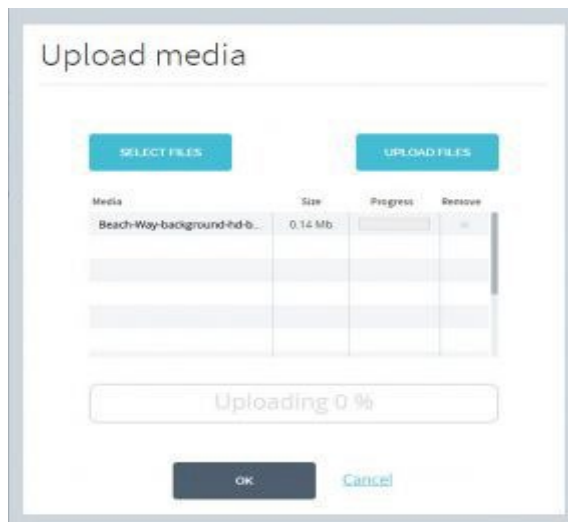 Upload media
SELECT FILES UPLOAD FILES
Media Size Progress Remove
Beach-Way-background-hd-b... 0.14 Mb
Uploading 0 %
OK Cancel